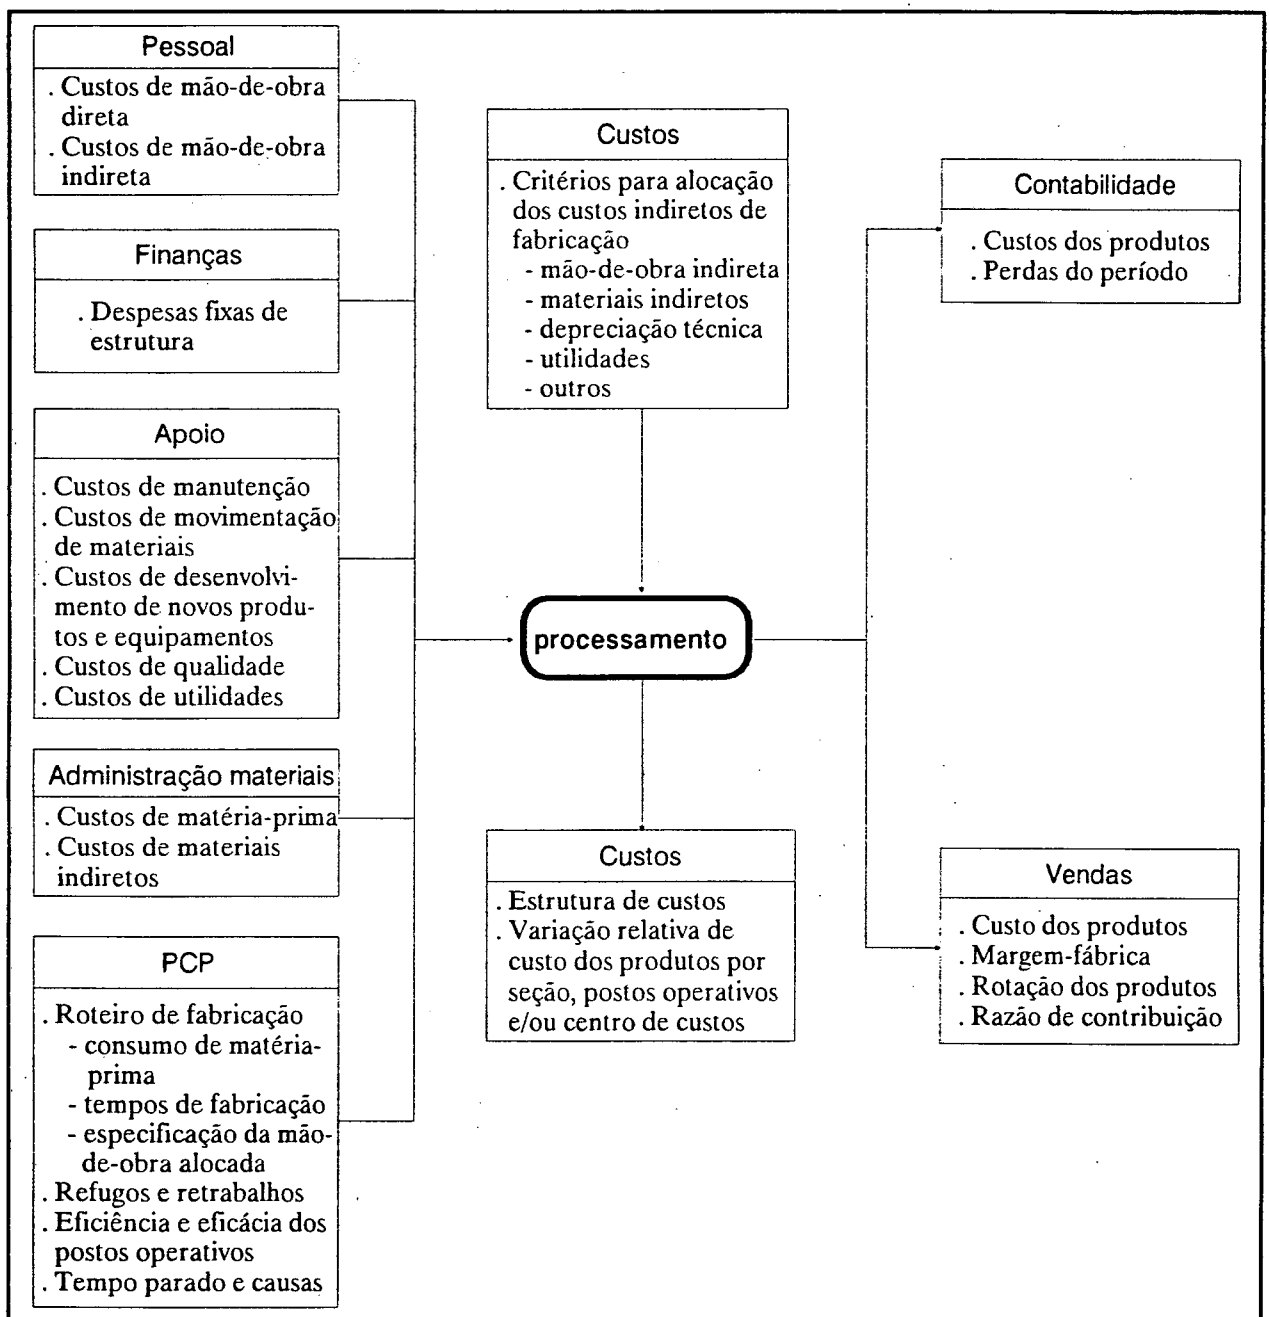 Pessoal
. Custos de mão-de-obra
direta
. Custos de mão-de-obra
indireta
Finanças
. Despesas fixas de
estrutura
Apoio
. Custos de manutenção
. Custos de movimentação
de materiais
. Custos de desenvolvi-
mento de novos produ-
tos e equipamentos
. Custos de qualidade
. Custos de utilidades
Administração materiais
. Custos de matéria-prima
. Custos de materiais
indiretos
PCP
. Roteiro de fabricação
- consumo de matéria-
prima
- tempos de fabricação
- especificação da mão-
de-obra alocada
. Refugos e retrabalhos
. Eficiência e eficácia dos
postos operativos
. Tempo parado e causas
Custos
. Critérios para alocação
dos custos indiretos de
fabricação
- mão-de-obra indireta
- materiais indiretos
- depreciação técnica
- utilidades
- outros
processamento
Custos
. Estrutura de custos
. Variação relativa de
custo dos produtos por
seção, postos operativos
e/ou centro de custos
Contabilidade
. Custos dos produtos
. Perdas do período
Vendas
. Custo dos produtos
. Margem-fábrica
. Rotação dos produtos
. Razão de contribuição